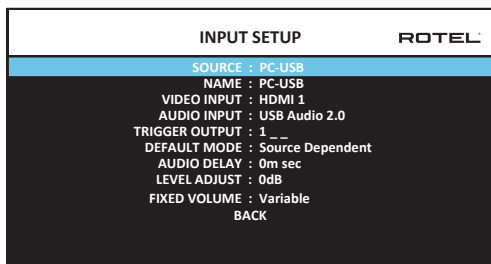 INPUT SETUP
ROTEL
SOURCE : PC-USB
NAME : PC-USB
VIDEO INPUT : HDMI 1
AUDIO INPUT : USB Audio 2.0
TRIGGER OUTPUT : 1 _ _
DEFAULT MODE : Source Dependent
AUDIO DELAY : 0m sec
LEVEL ADJUST : 0dB
FIXED VOLUME : Variable
BACK